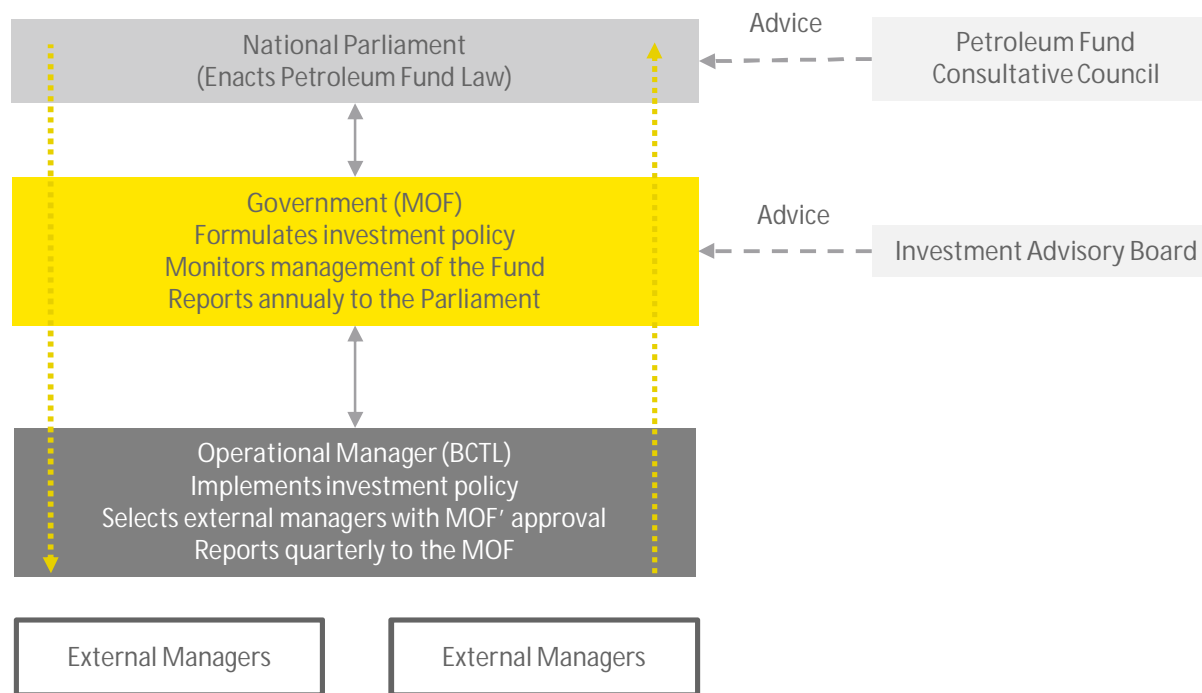 National Parliament
(Enacts Petroleum Fund Law)
Advice
Petroleum Fund
Consultative Council
Government (MOF)
Formulates investment policy
Monitors management of the Fund
Reports annualy to the Parliament
Advice
Investment Advisory Board
Operational Manager (BCTL)
Implements investment policy
Selects external managers with MOF’ approval
Reports quarterly to the MOF
External Managers
External Managers